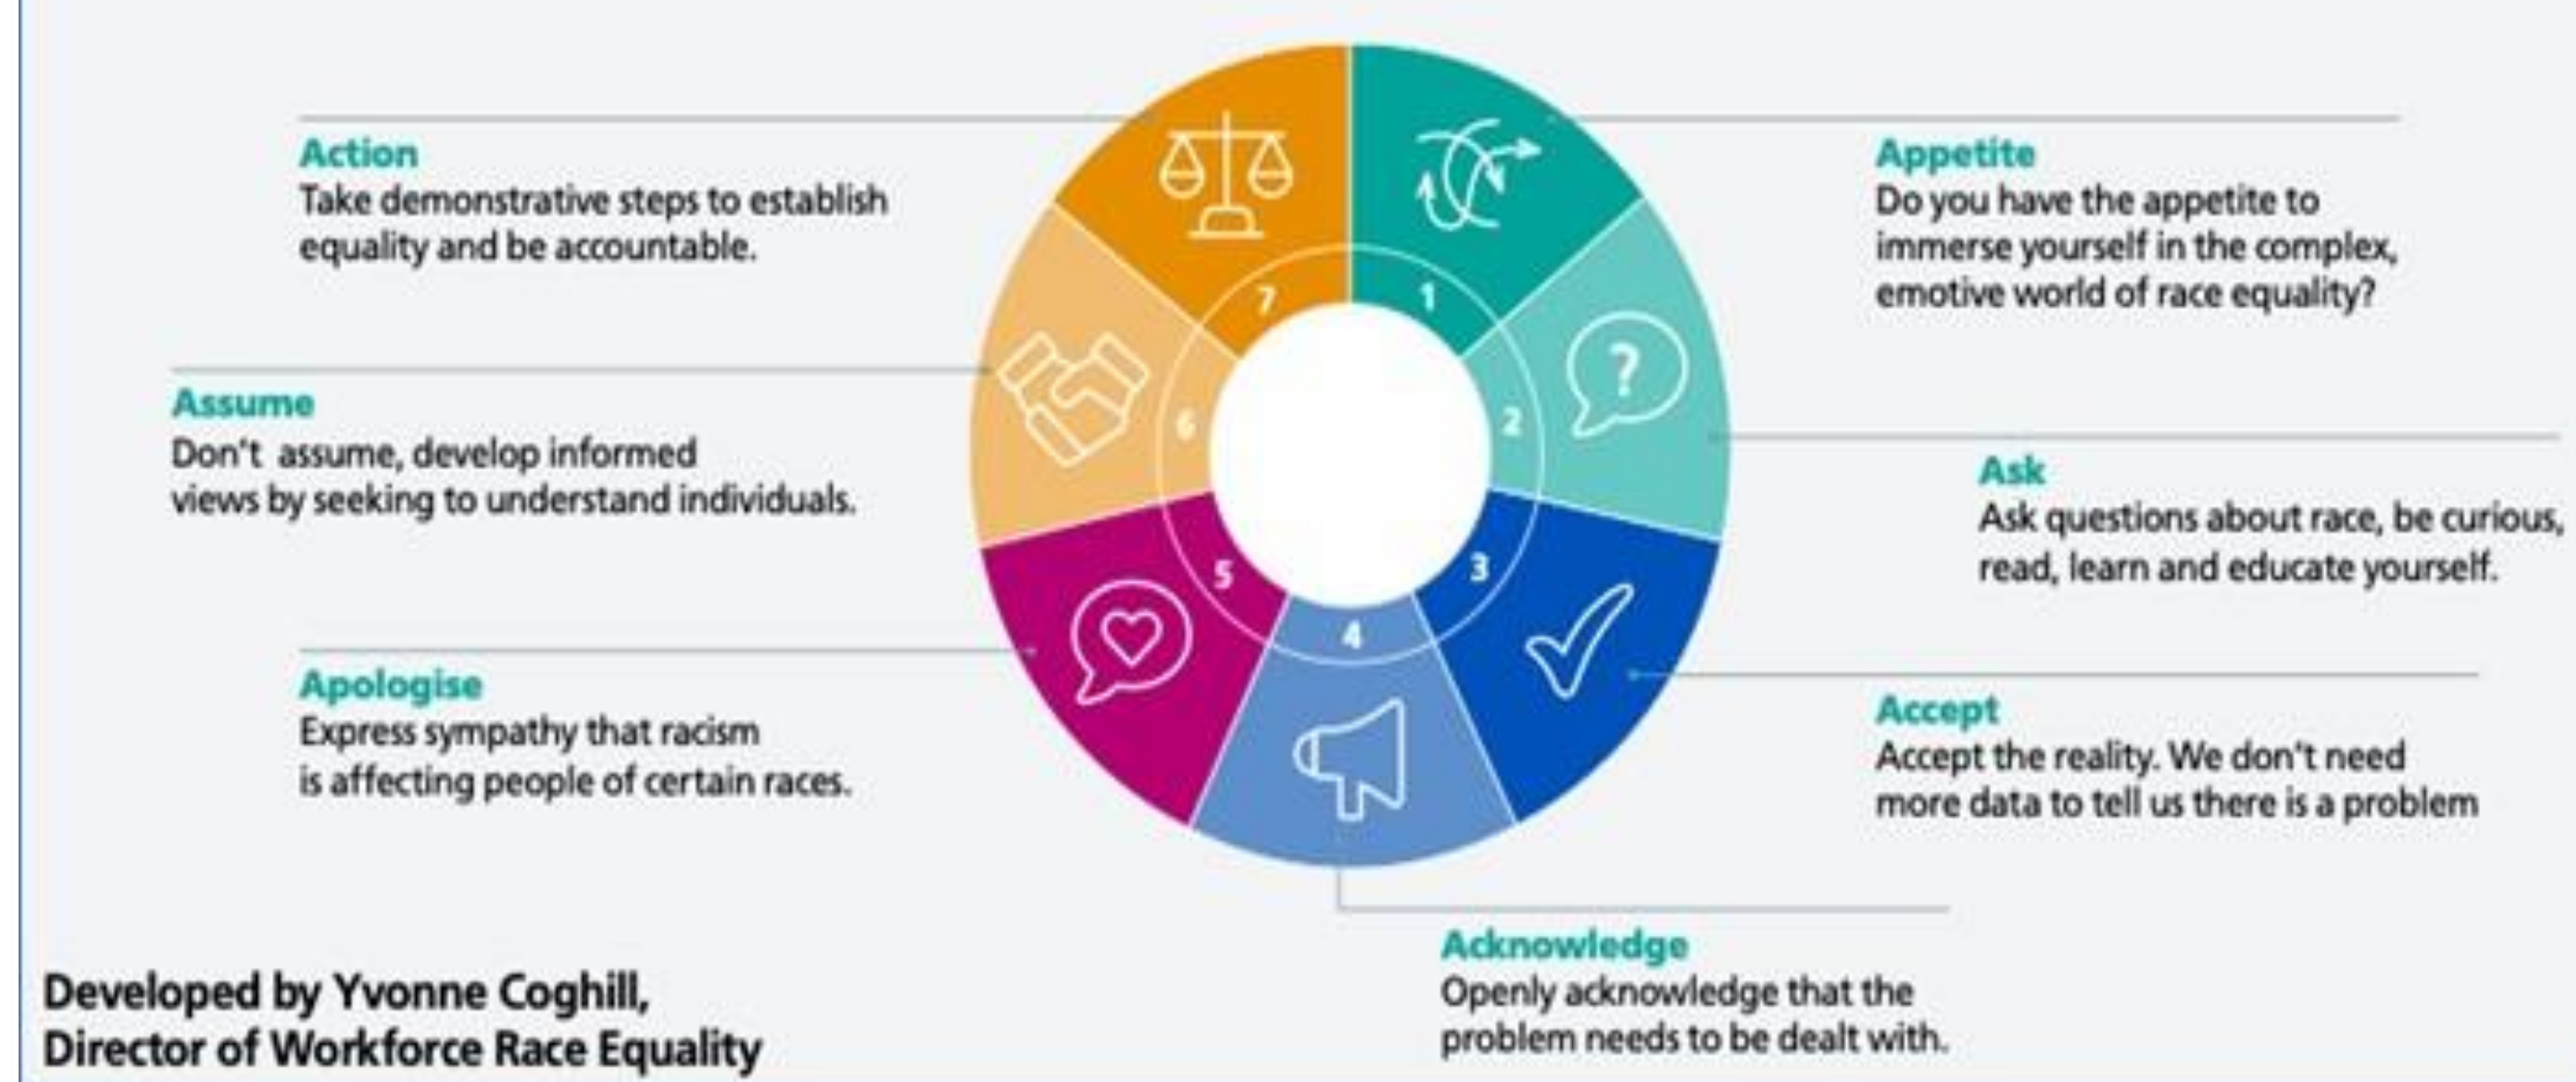 Action
Take demonstrative steps to establish
equality and be accountable.
Assume
Don't assume, develop informed
views by seeking to understand individuals.
Apologise
Express sympathy that racism
is affecting people of certain races.
7
1
6
2
5
3
4
?
Appetite
Do you have the appetite to
immerse yourself in the complex,
emotive world of race equality?
Ask
Ask questions about race, be curious,
read, learn and educate yourself.
Accept
Accept the reality. We don't need
more data to tell us there is a problem
Acknowledge
Openly acknowledge that the
problem needs to be dealt with.
Developed by Yvonne Coghill,
Director of Workforce Race Equality